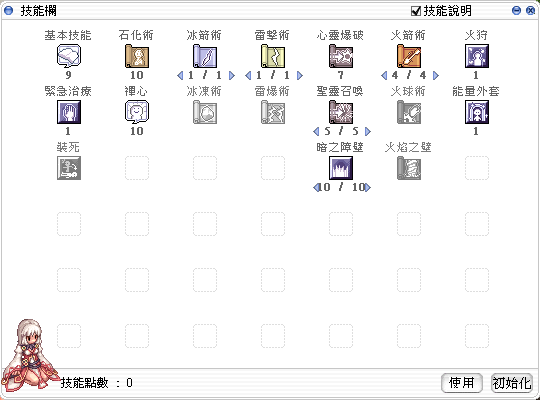 技能欄 技能說明
基本技能 石化術 冰箭術 雷擊術 心靈爆破 火箭術 火狩
9 10 1 / 1 1 / 1 7 4 / 4 1
緊急治療 禪心 冰凍術 雷爆術 聖靈召喚 火球術 能量外套
1 10 5 / 5 1
裝死 暗之障壁 火焰之壁
10 / 10
技能點數 : 0 使用 初始化